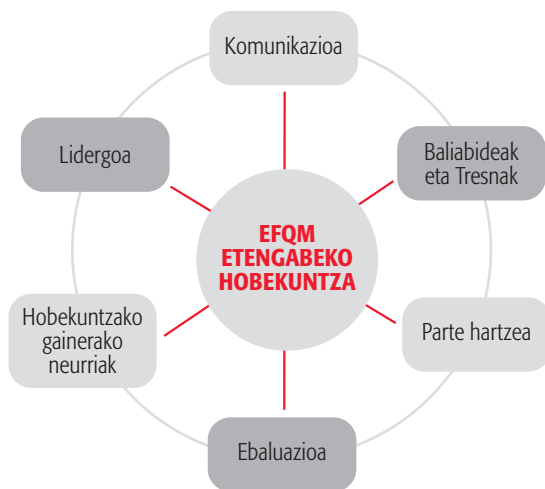 Komunikazioa
Lidergoa
Baliabideak
eta Tresnak
EFQM
ETENGABEKO
HOBEKUNTZA
Hobekuntzako
gainerako
neurriak
Parte hartzea
Ebaluazioa